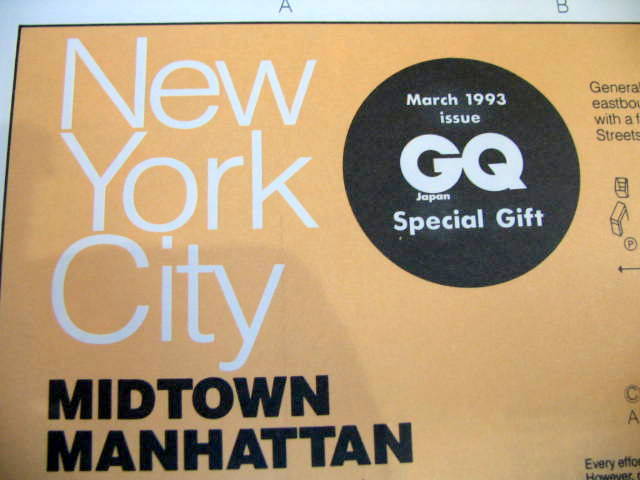 A
B
New
York
City
MIDTOWN
MANHATTAN
March 1993
issue
GQ
Japan
Special Gift
General
eastbou
with a f
Streets
P
C
A
Every effor
However,